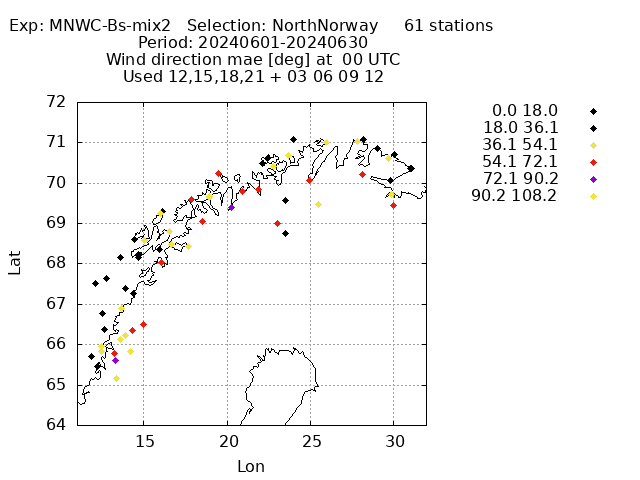 Exp: MNWC-Bs-mix2   Selection: NorthNorway     61 stations
Period: 20240601-20240630
Wind direction mae [deg] at  00 UTC
Used 12,15,18,21 + 03 06 09 12
72
71
70
69
68
67
66
65
64
15 20 25 30
Lat
Lon
0.0 18.0
18.0 36.1
36.1 54.1
54.1 72.1
72.1 90.2
90.2 108.2